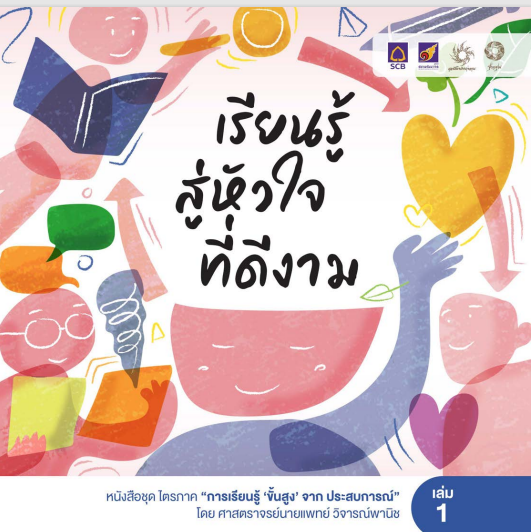 SCB
เรียนรู้
สู่หัวใจ
ที่ดีงาม
หนังสือชุด ไตรภาค “การเรียนรู้ ‘ขั้นสูง’ จาก ประสบการณ์”
โดย ศาสตราจารย์นายแพทย์ วิจารณ์พานิช
เล่ม
1